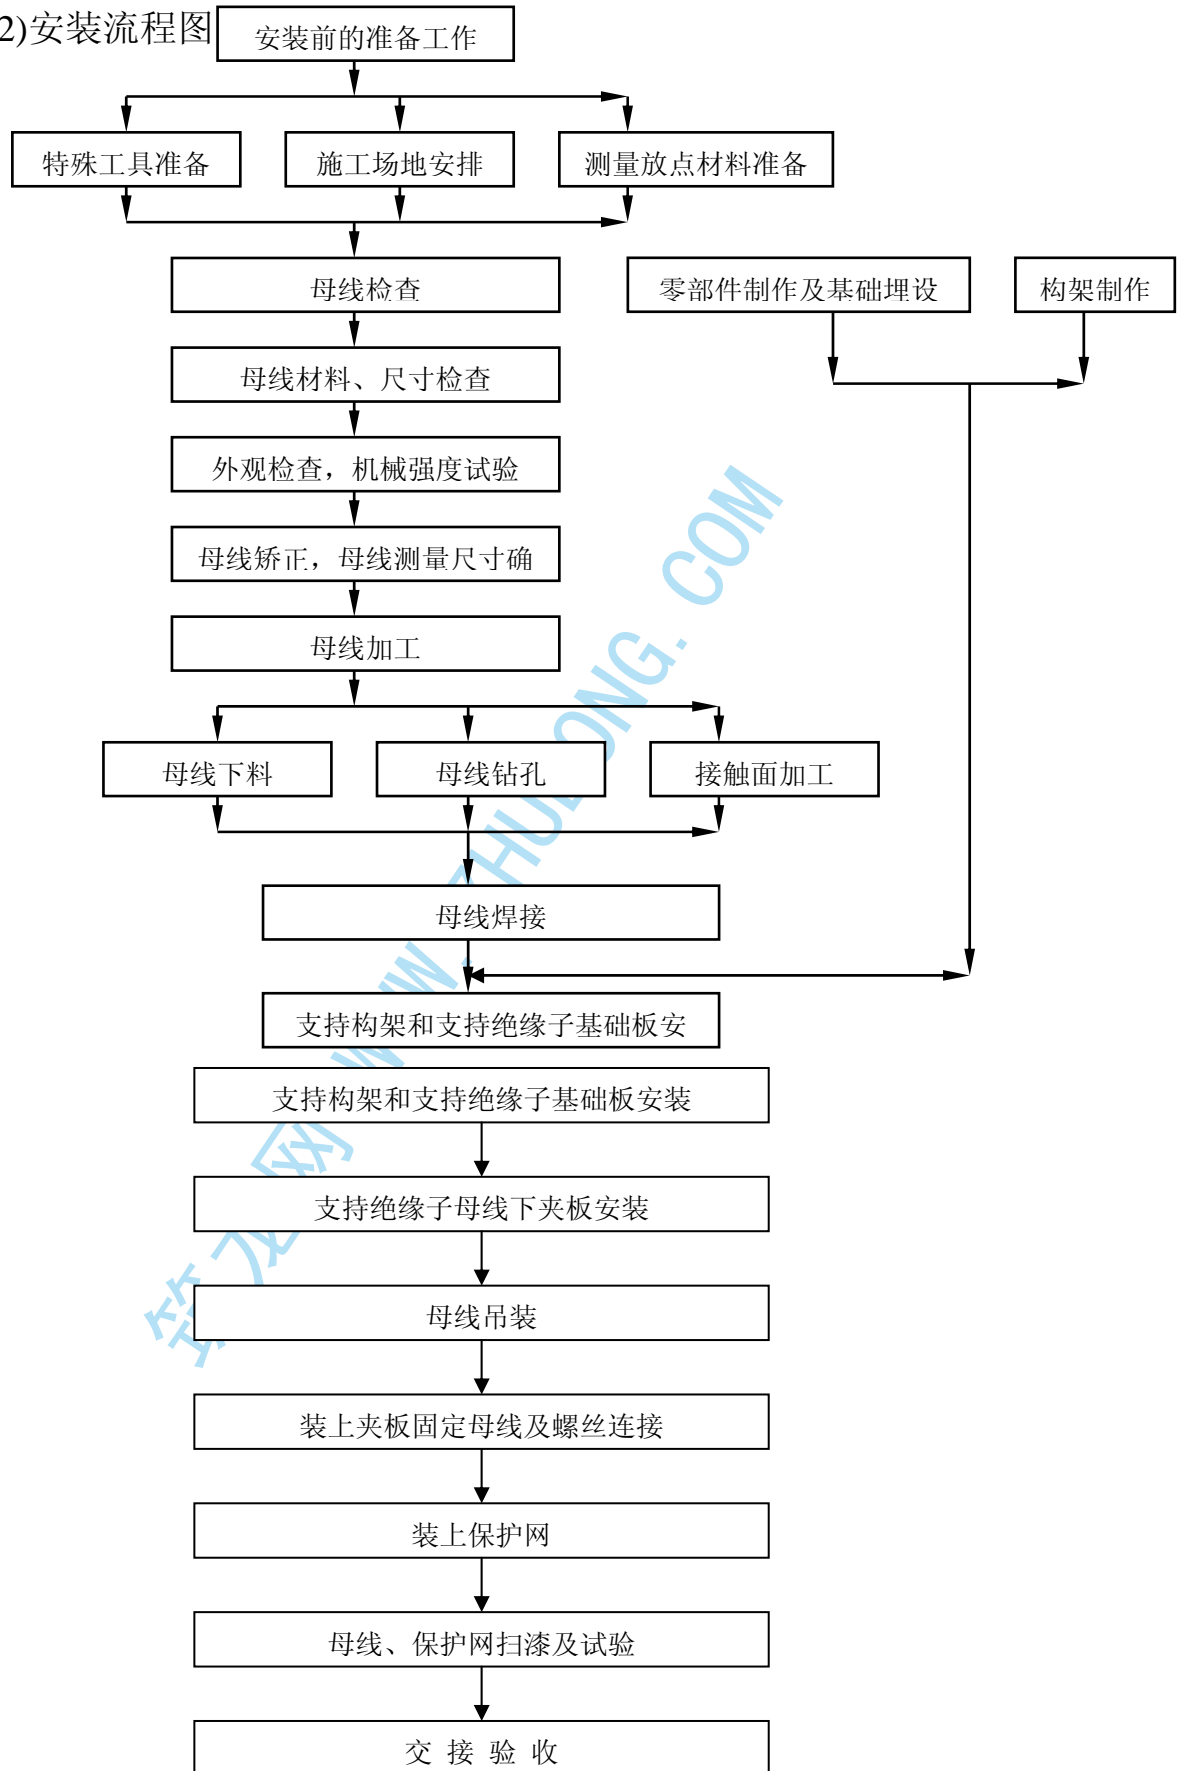 2)安装流程图
安装前的准备工作
特殊工具准备
施工场地安排
测量放点材料准备
母线检查
零部件制作及基础埋设
构架制作
母线材料、尺寸检查
外观检查，机械强度试验
母线矫正，母线测量尺寸确
母线加工
母线下料
母线钻孔
接触面加工
母线焊接
支持构架和支持绝缘子基础板安
支持构架和支持绝缘子基础板安装
支持绝缘子母线下夹板安装
母线吊装
装上夹板固定母线及螺丝连接
装上保护网
母线、保护网扫漆及试验
交 接 验 收
筑龙网 WWW.ZHULONG.COM